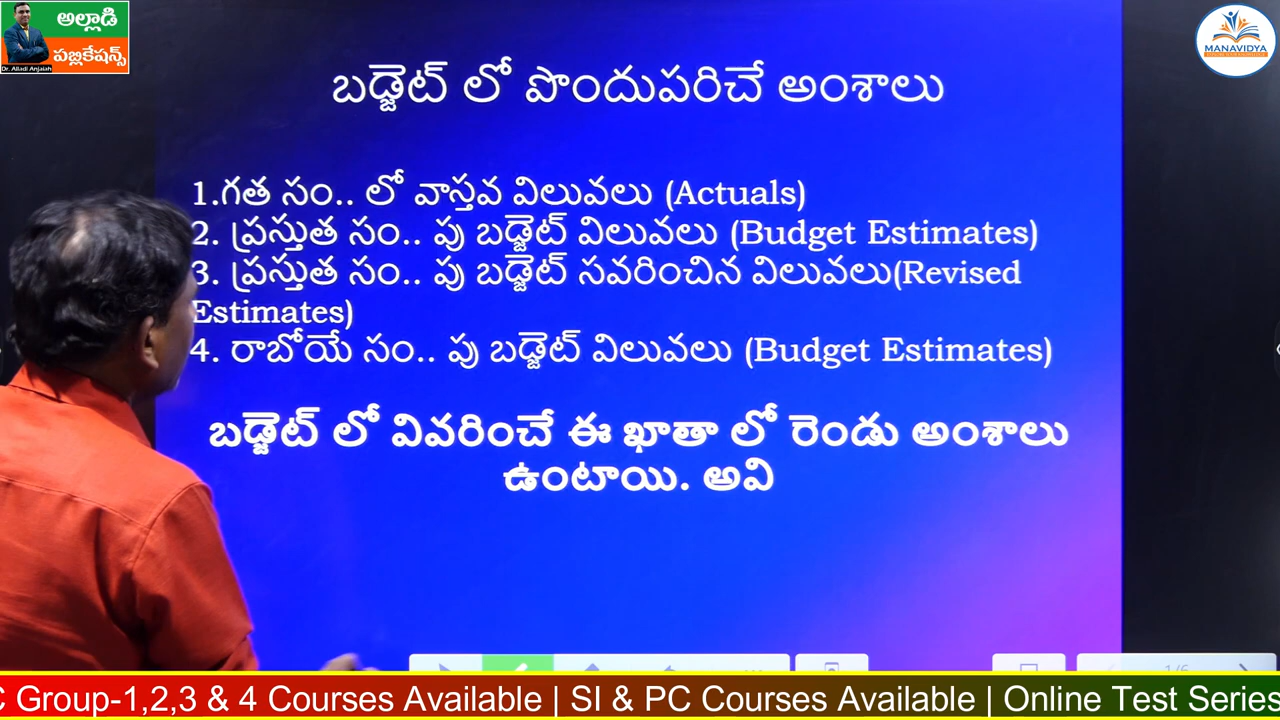 అల్లాడి
పబ్లికేషన్స్
Dr. Alladi Anjaiah
MANAVIDYA
బడ్జెట్ లో పొందుపరిచే అంశాలు
1.గత సం.. లో వాస్తవ విలువలు (Actuals)
2. ప్రస్తుత సం.. పు బడ్జెట్ విలువలు (Budget Estimates)
3. ప్రస్తుత సం.. పు బడ్జెట్ సవరించిన విలువలు(Revised
Estimates)
4. రాబోయే సం.. పు బడ్జెట్ విలువలు (Budget Estimates)
బడ్జెట్ లో వివరించే ఈ ఖాతా లో రెండు అంశాలు
ఉంటాయి. అవి
1/6
C Group-1,2,3 & 4 Courses Available | SI & PC Courses Available | Online Test Series